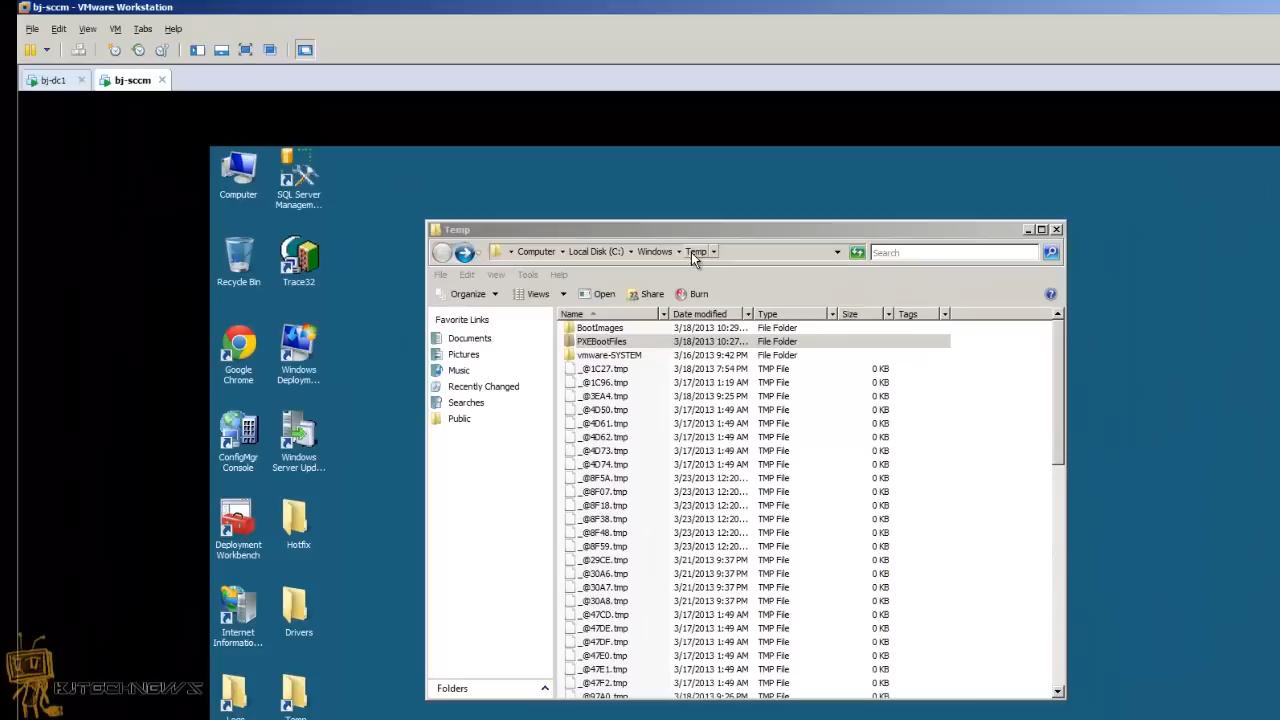 bj-sccm - VMware Workstation
File Edit View VM Tabs Help
bj-dc1 bj-sccm
Computer
SQL Server Managem...
Recycle Bin
Trace32
Google Chrome
Windows Deploym...
ConfigMgr Console
Windows Server Upd...
Deployment Workbench
Hotfix
Internet Informatio...
Drivers
Logs
Temp
Temp
Computer Local Disk (C:) Windows Temp Search
File Edit View Tools Help
Organize Views Open Share Burn
Favorite Links
Documents
Pictures
Music
Recently Changed
Searches
Public
Folders
Name Date modified Type Size Tags
BootImages 3/18/2013 10:29... File Folder
PXEBootFiles 3/18/2013 10:27... File Folder
vmware-SYSTEM 3/16/2013 9:42 PM File Folder
_@1C27.tmp 3/18/2013 7:54 PM TMP File 0 KB
_@1C96.tmp 3/17/2013 1:19 AM TMP File 0 KB
_@3EA4.tmp 3/18/2013 9:25 PM TMP File 0 KB
_@4D50.tmp 3/17/2013 1:49 AM TMP File 0 KB
_@4D61.tmp 3/17/2013 1:49 AM TMP File 0 KB
_@4D62.tmp 3/17/2013 1:49 AM TMP File 0 KB
_@4D73.tmp 3/17/2013 1:49 AM TMP File 0 KB
_@4D74.tmp 3/17/2013 1:49 AM TMP File 0 KB
_@8F5A.tmp 3/23/2013 12:20... TMP File 0 KB
_@8F07.tmp 3/23/2013 12:20... TMP File 0 KB
_@8F18.tmp 3/23/2013 12:20... TMP File 0 KB
_@8F38.tmp 3/23/2013 12:20... TMP File 0 KB
_@8F48.tmp 3/23/2013 12:20... TMP File 0 KB
_@8F59.tmp 3/23/2013 12:20... TMP File 0 KB
_@29CE.tmp 3/21/2013 9:37 PM TMP File 0 KB
_@30A6.tmp 3/21/2013 9:37 PM TMP File 0 KB
_@30A7.tmp 3/21/2013 9:37 PM TMP File 0 KB
_@30A8.tmp 3/21/2013 9:37 PM TMP File 0 KB
_@47CD.tmp 3/17/2013 1:49 AM TMP File 0 KB
_@47DE.tmp 3/17/2013 1:49 AM TMP File 0 KB
_@47DF.tmp 3/17/2013 1:49 AM TMP File 0 KB
_@47E0.tmp 3/17/2013 1:49 AM TMP File 0 KB
_@47E1.tmp 3/17/2013 1:49 AM TMP File 0 KB
_@47F2.tmp 3/17/2013 1:49 AM TMP File 0 KB
_@97A0.tmp 3/18/2013 9:26 PM TMP File 0 KB
BJTECHNEWS